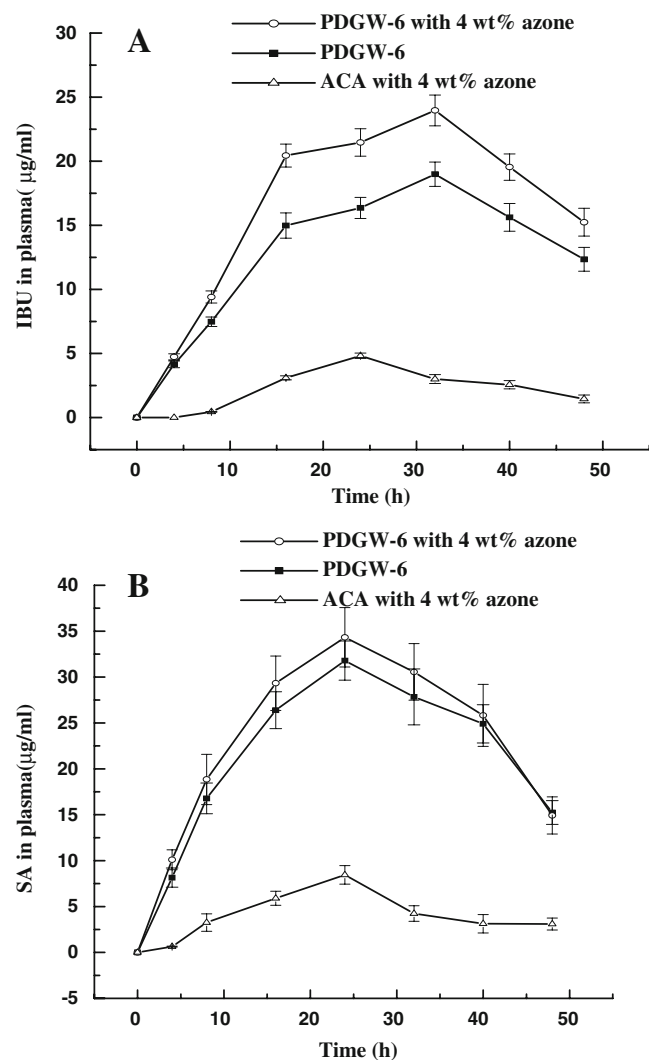 A
PDGW-6 with 4 wt% azone
PDGW-6
ACA with 4 wt% azone
IBU in plasma( μg/ml)
30
25
20
15
10
5
0
0 10 20 30 40 50
Time (h)
B
PDGW-6 with 4 wt% azone
PDGW-6
ACA with 4 wt% azone
SA in plasma(μg/ml)
40
35
30
25
20
15
10
5
0
-5
0 10 20 30 40 50
Time (h)